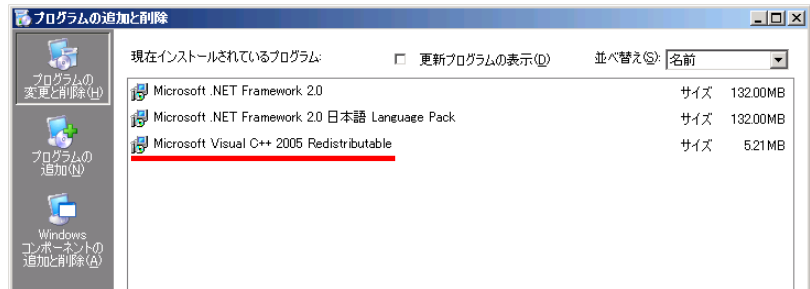 プログラムの追加と削除
現在インストールされているプログラム:
更新プログラムの表示(D)
並べ替え(S):
名前
プログラムの
変更と削除(H)
プログラムの
追加(N)
Windows
コンポーネントの
追加と削除(A)
Microsoft .NET Framework 2.0 サイズ 132.00MB
Microsoft .NET Framework 2.0 日本語 Language Pack サイズ 132.00MB
Microsoft Visual C++ 2005 Redistributable サイズ 5.21MB